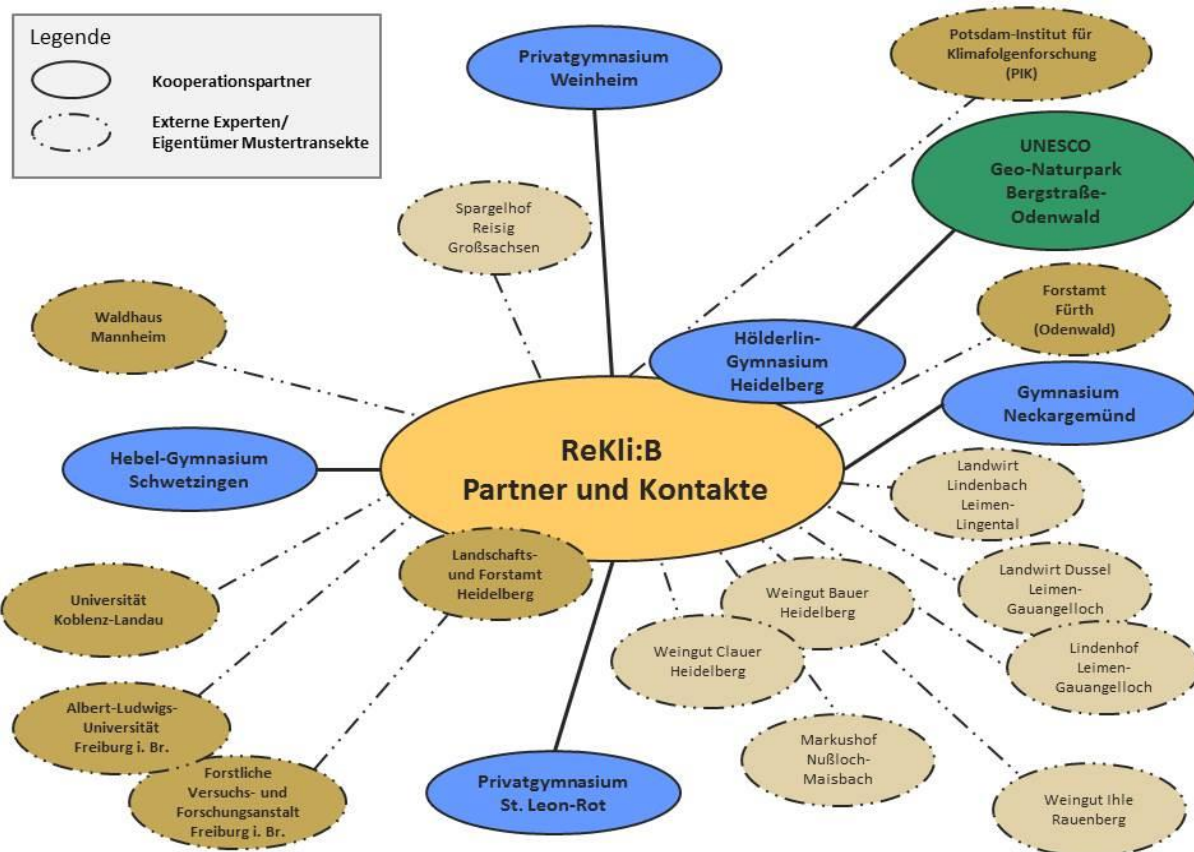 Legende
Kooperationspartner
Externe Experten/
Eigentümer Mustertransekte
Privatgymnasium
Weinheim
Potsdam-Institut für
Klimafolgenforschung
(PIK)
UNESCO
Geo-Naturpark
Bergstraße-
Odenwald
Spargelhof
Reisig
Großsachsen
Waldhaus
Mannheim
Forstamt
Fürth
(Odenwald)
Hölderlin-
Gymnasium
Heidelberg
Gymnasium
Neckargemünd
Hebel-Gymnasium
Schwetzingen
ReKli:B
Partner und Kontakte
Landwirt
Lindenbach
Leimen-
Lingental
Landschafts-
und Forstamt
Heidelberg
Universität
Koblenz-Landau
Weingut Bauer
Heidelberg
Landwirt Dussel
Leimen-
Gauangelloch
Weingut Clauer
Heidelberg
Lindenhof
Leimen-
Gauangelloch
Albert-Ludwigs-
Universität
Freiburg i. Br.
Forstliche
Versuchs- und
Forschungsanstalt
Freiburg i. Br.
Privatgymnasium
St. Leon-Rot
Markushof
Nußloch-
Maisbach
Weingut Ihle
Rauenberg